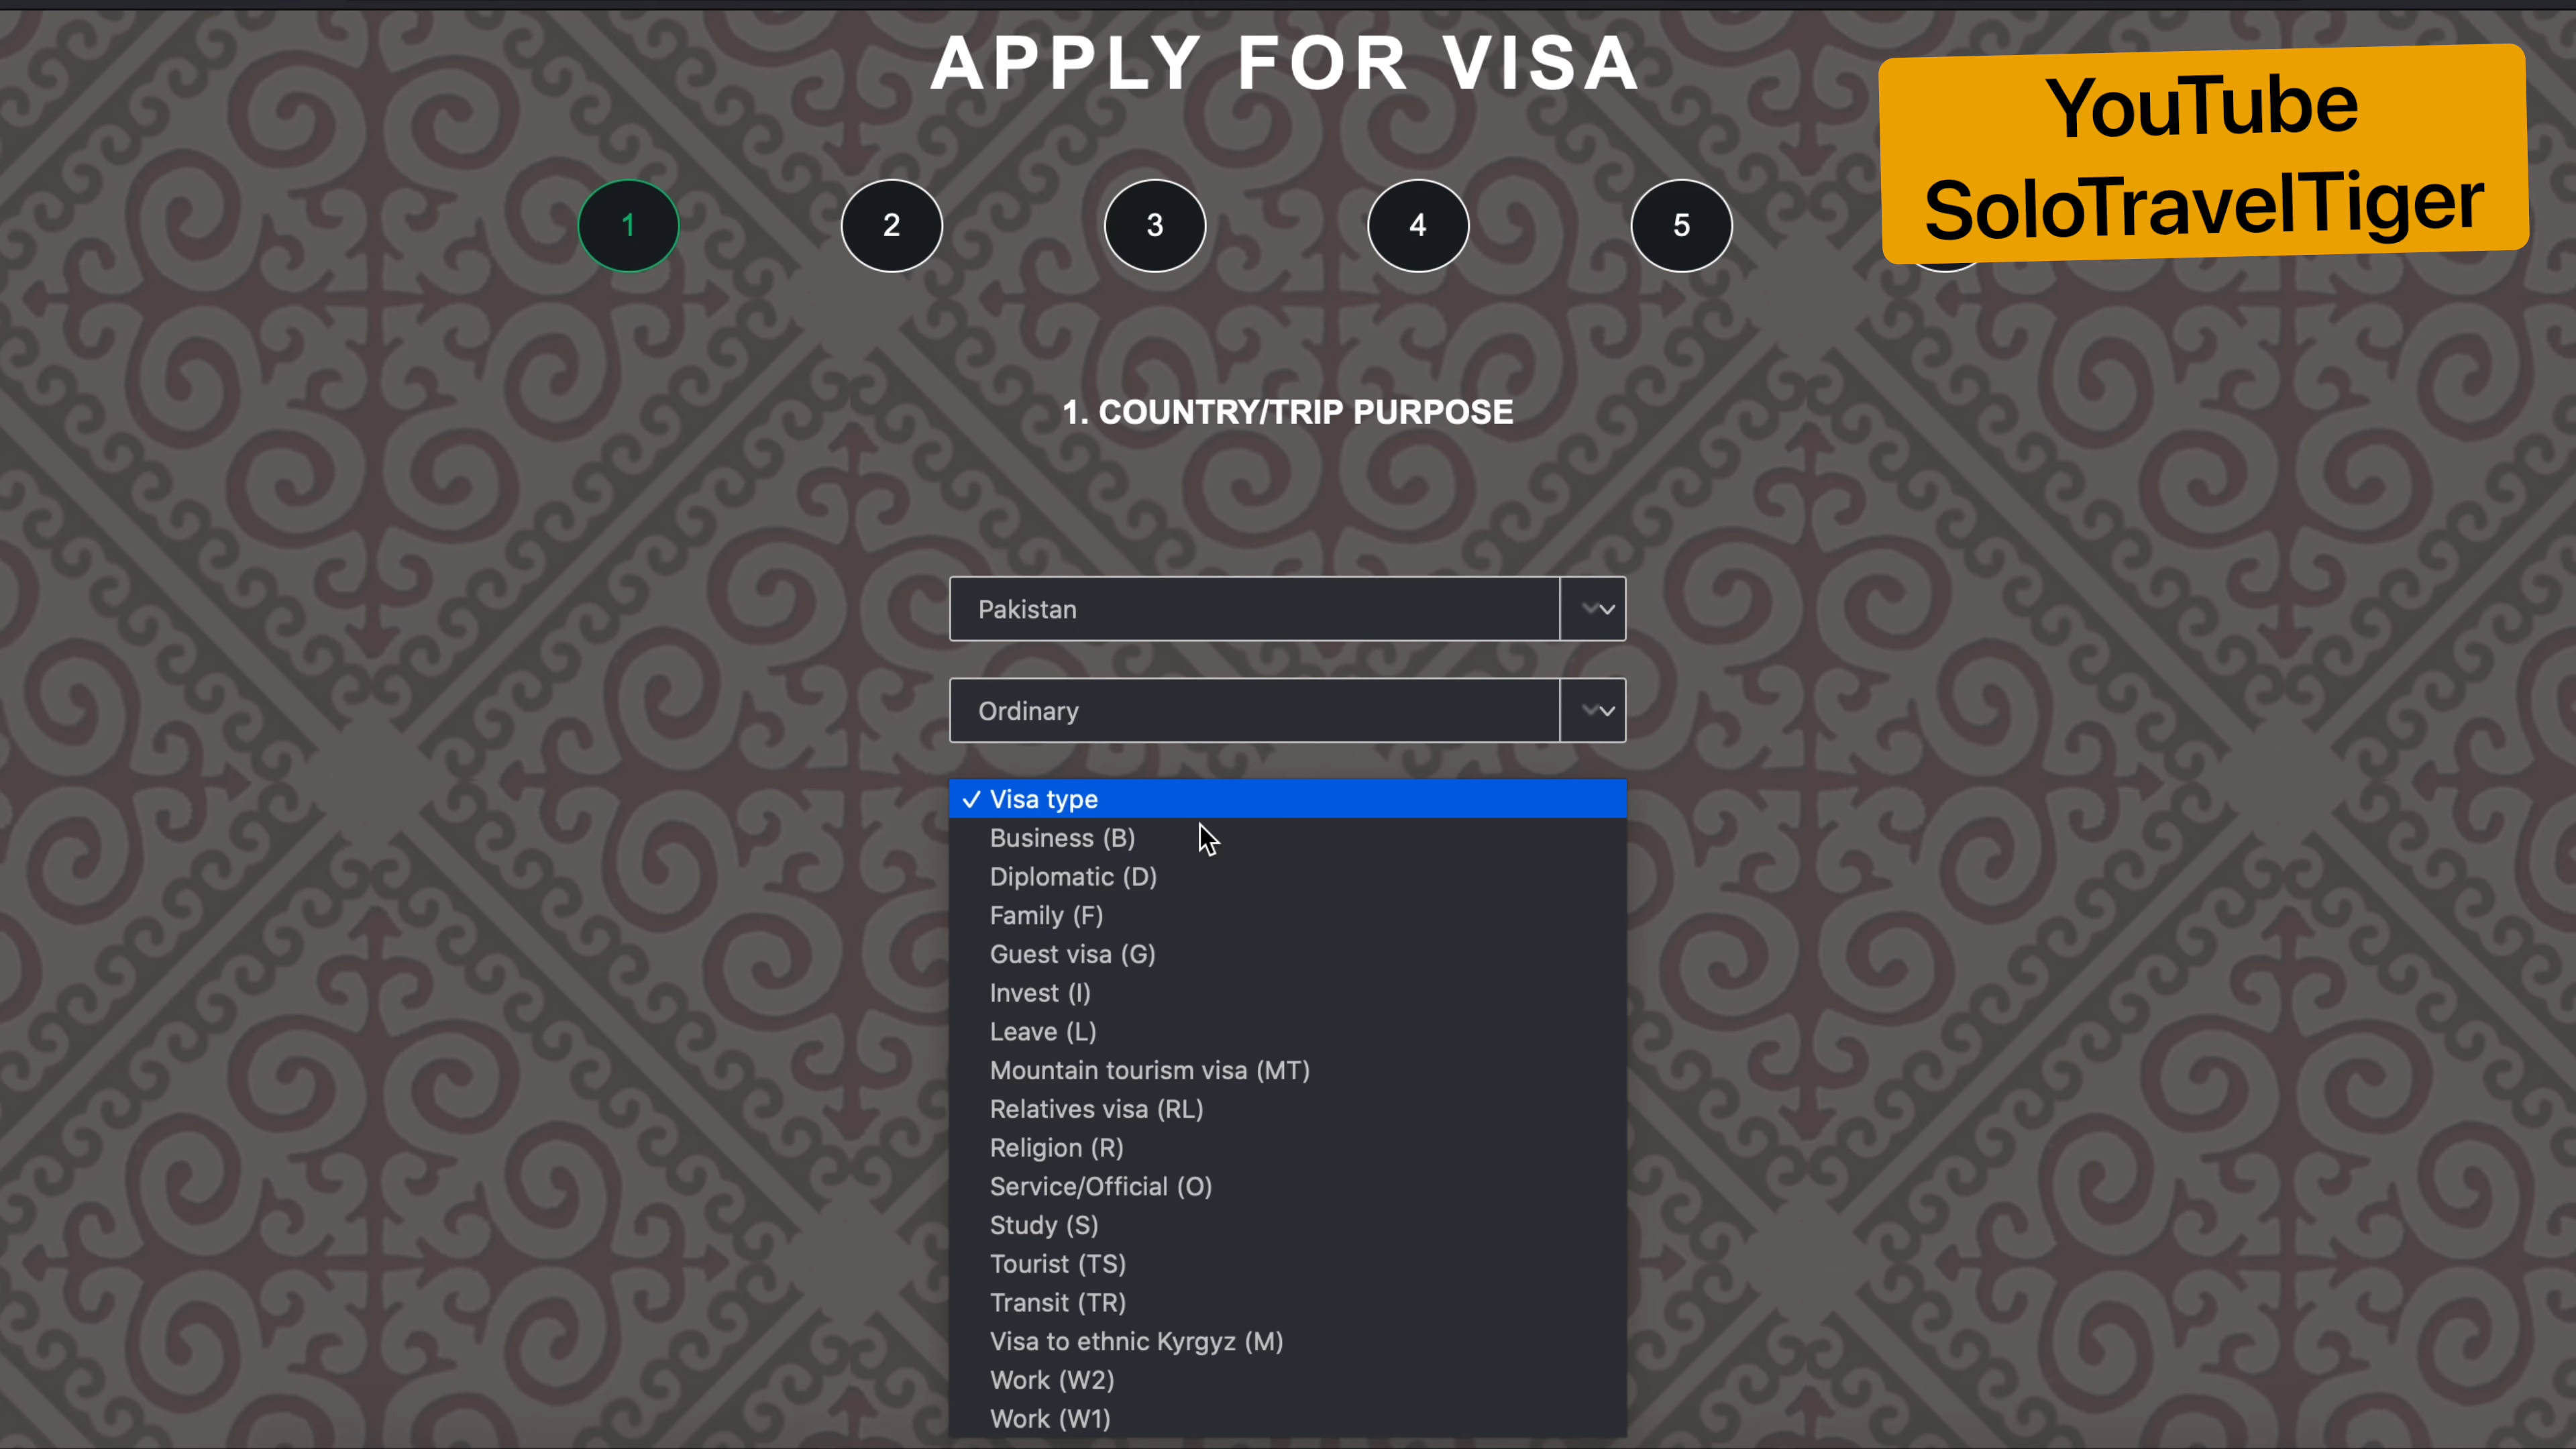 APPLY FOR VISA
YouTube
SoloTravelTiger
1
2
3
4
5
1. COUNTRY/TRIP PURPOSE
Pakistan
Ordinary
✓ Visa type
Business (B)
Diplomatic (D)
Family (F)
Guest visa (G)
Invest (I)
Leave (L)
Mountain tourism visa (MT)
Relatives visa (RL)
Religion (R)
Service/Official (O)
Study (S)
Tourist (TS)
Transit (TR)
Visa to ethnic Kyrgyz (M)
Work (W2)
Work (W1)